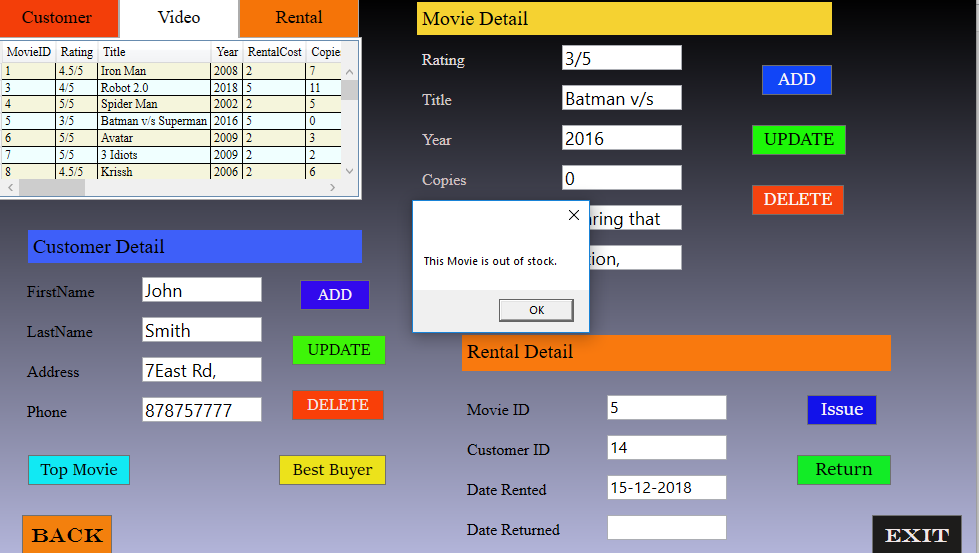 Customer Video Rental
MovieID Rating Title Year RentalCost Copies
1 4.5/5 Iron Man 2008 2 7
3 4/5 Robot 2.0 2018 5 11
4 5/5 Spider Man 2002 2 5
5 3/5 Batman v/s Superman 2016 5 0
6 5/5 Avatar 2009 2 3
7 5/5 3 Idiots 2009 2 2
8 4.5/5 Krissh 2006 2 6
Movie Detail
Rating 3/5
Title Batman v/s
Year 2016
Copies 0
ring that
tion,
ADD
UPDATE
DELETE
This Movie is out of stock.
OK
Customer Detail
FirstName John
LastName Smith
Address 7East Rd,
Phone 878757777
ADD
UPDATE
DELETE
Top Movie
Best Buyer
BACK
Rental Detail
Movie ID 5
Customer ID 14
Date Rented 15-12-2018
Date Returned
Issue
Return
EXIT